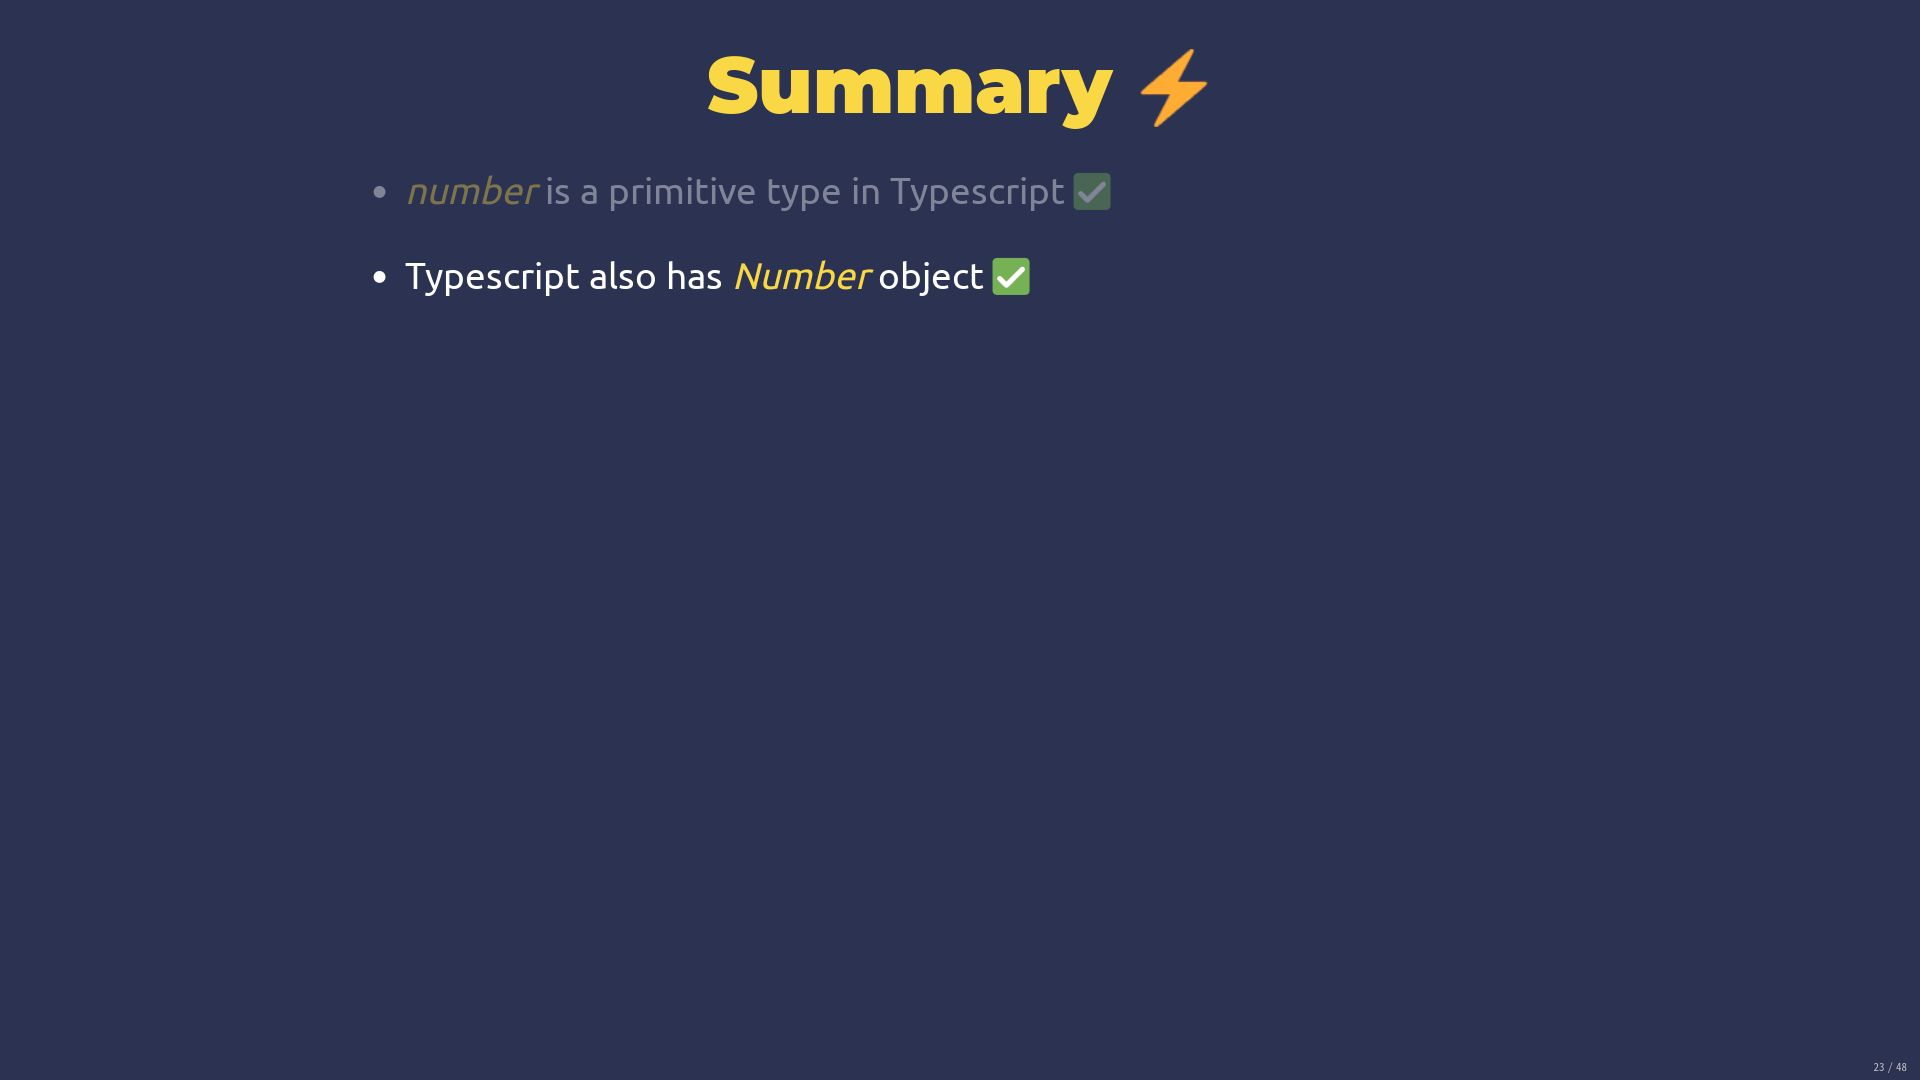 Summary ⚡
• number is a primitive type in Typescript ✅
• Typescript also has Number object ✅
23 / 48